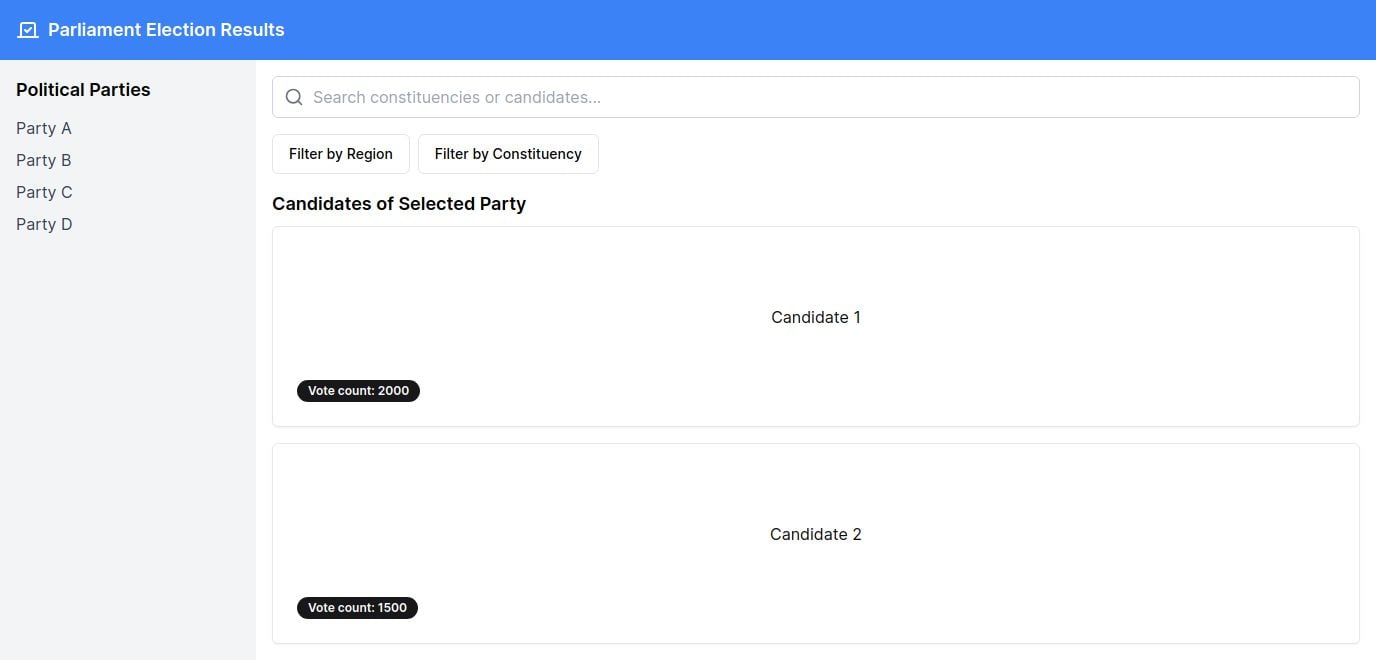 Parliament Election Results
Political Parties
Party A
Party B
Party C
Party D
Search constituencies or candidates...
Filter by Region
Filter by Constituency
Candidates of Selected Party
Candidate 1
Vote count: 2000
Candidate 2
Vote count: 1500